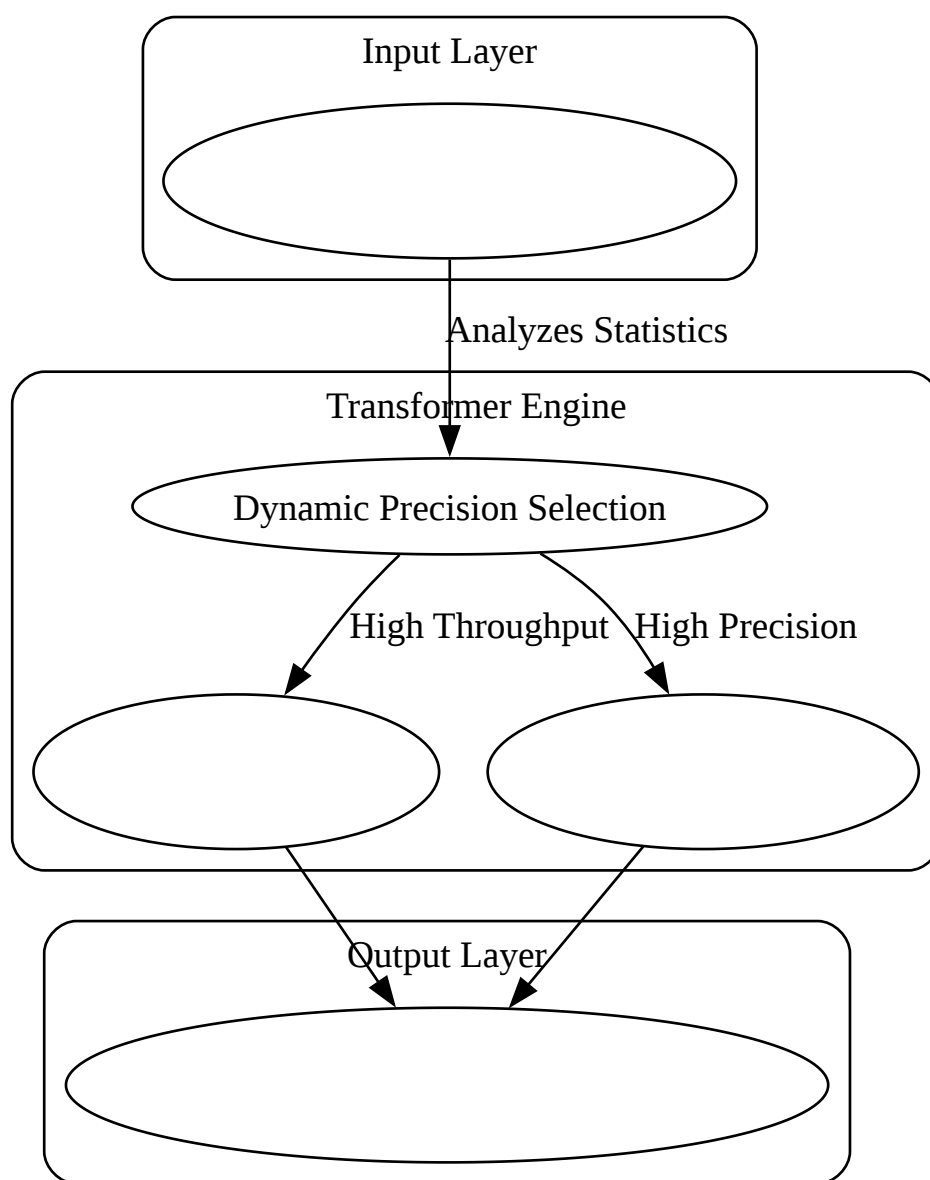 Input Layer
Analyzes Statistics
Transformer Engine
Dynamic Precision Selection
High Throughput
High Precision
Output Layer